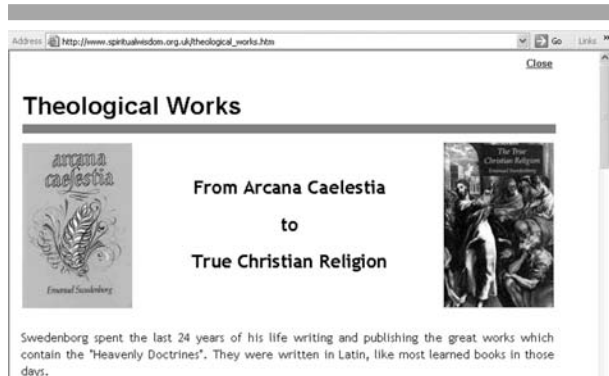 Address http://www.spiritualwisdom.org.uk/theological_works.htm Go Links »
Close
Theological Works
arcana
caelestia
Emanuel Swedenborg
From Arcana Caelestia
to
True Christian Religion
The True
Christian Religion
Emanuel Swedenborg
Swedenborg spent the last 24 years of his life writing and publishing the great works which
contain the "Heavenly Doctrines". They were written in Latin, like most learned books in those
days.